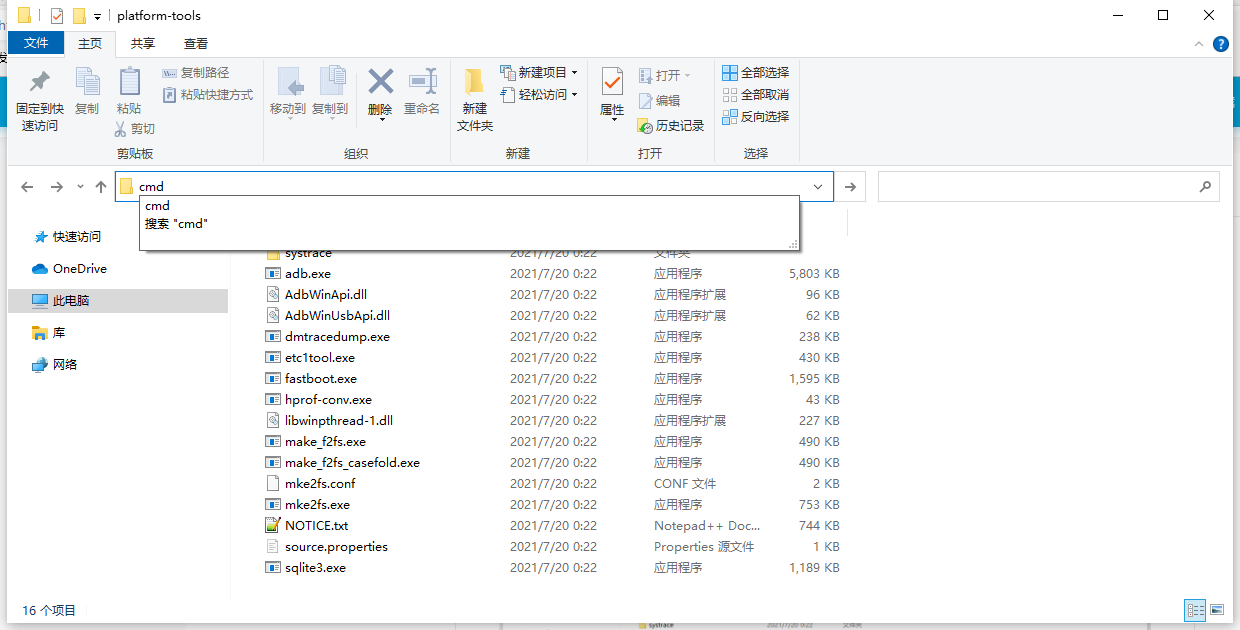 platform-tools
文件 主页 共享 查看
固定到快速访问 复制 粘贴 复制路径 粘贴快捷方式 剪切
移动到 复制到 删除 重命名
新建文件夹 新建项目 轻松访问
属性 打开 编辑 历史记录
全部选择 全部取消 反向选择
剪贴板 组织 新建 打开 选择
cmd
cmd
搜索 "cmd"
快速访问
OneDrive
此电脑
库
网络
systrace 2021/7/20 0:22 文件夹
adb.exe 2021/7/20 0:22 应用程序 5,803 KB
AdbWinApi.dll 2021/7/20 0:22 应用程序扩展 96 KB
AdbWinUsbApi.dll 2021/7/20 0:22 应用程序扩展 62 KB
dmtracedump.exe 2021/7/20 0:22 应用程序 238 KB
etc1tool.exe 2021/7/20 0:22 应用程序 430 KB
fastboot.exe 2021/7/20 0:22 应用程序 1,595 KB
hprof-conv.exe 2021/7/20 0:22 应用程序 43 KB
libwinpthread-1.dll 2021/7/20 0:22 应用程序扩展 227 KB
make_f2fs.exe 2021/7/20 0:22 应用程序 490 KB
make_f2fs_casefold.exe 2021/7/20 0:22 应用程序 490 KB
mke2fs.conf 2021/7/20 0:22 CONF 文件 2 KB
mke2fs.exe 2021/7/20 0:22 应用程序 753 KB
NOTICE.txt 2021/7/20 0:22 Notepad++ Doc... 744 KB
source.properties 2021/7/20 0:22 Properties 源文件 1 KB
sqlite3.exe 2021/7/20 0:22 应用程序 1,189 KB
16 个项目
systrace 2021/7/20 0:22 文件夹